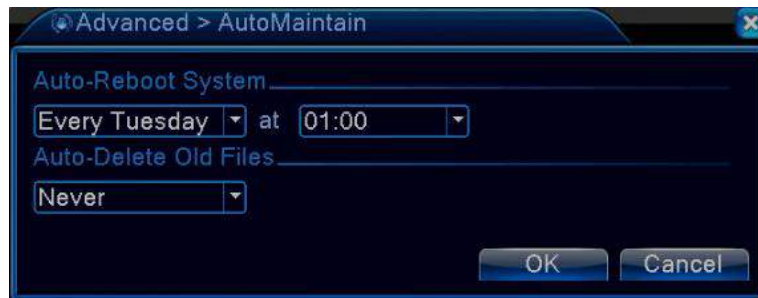 Advanced > AutoMaintain
Auto-Reboot System
Every Tuesday at 01:00
Auto-Delete Old Files
Never
OK Cancel